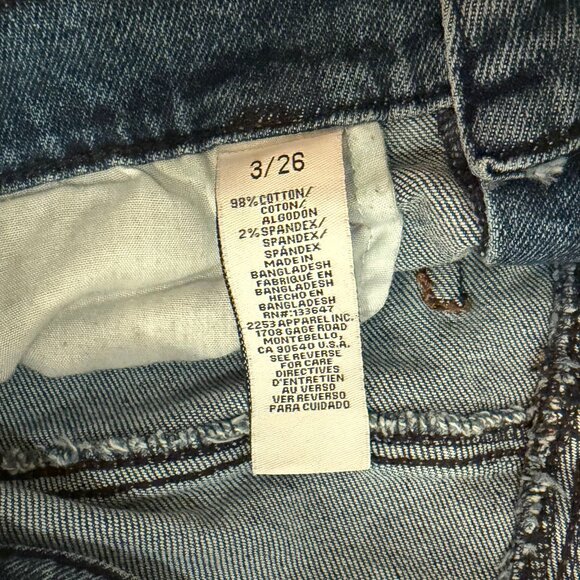 3/26
98% COTTON/
COTON/
ALGODON
2% SPANDEX/
SPANDEX/
SPÁNDEX
MADE IN
BANGLADESH
FABRIQUÉ EN
BANGLADESH
HECHO EN
BANGLADESH
RN#:133647
2253 APPAREL INC.
1708 GAGE ROAD
MONTEBELLO,
CA 90640 U.S.A.
SEE REVERSE
FOR CARE
DIRECTIVES
D'ENTRETIEN
AU VERSO
VER REVERSO
PARA CUIDADO